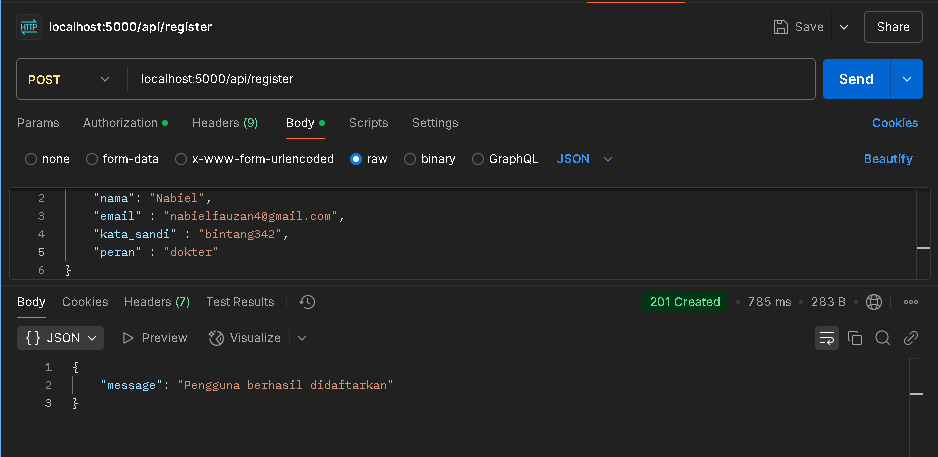 HTTP localhost:5000/api/register Save Share
POST localhost:5000/api/register Send
Params Authorization Headers (9) Body Scripts Settings Cookies
none form-data x-www-form-urlencoded raw binary GraphQL JSON Beautify
2 "nama": "Nabiel",
3 "email" : "nabielfauzan4@gmail.com",
4 "kata_sandi" : "bintang342",
5 "peran" : "dokter"
6 }
Body Cookies Headers (7) Test Results 201 Created • 785 ms • 283 B •
{} JSON Preview Visualize
1 {
2 "message": "Pengguna berhasil didaftarkan"
3 }